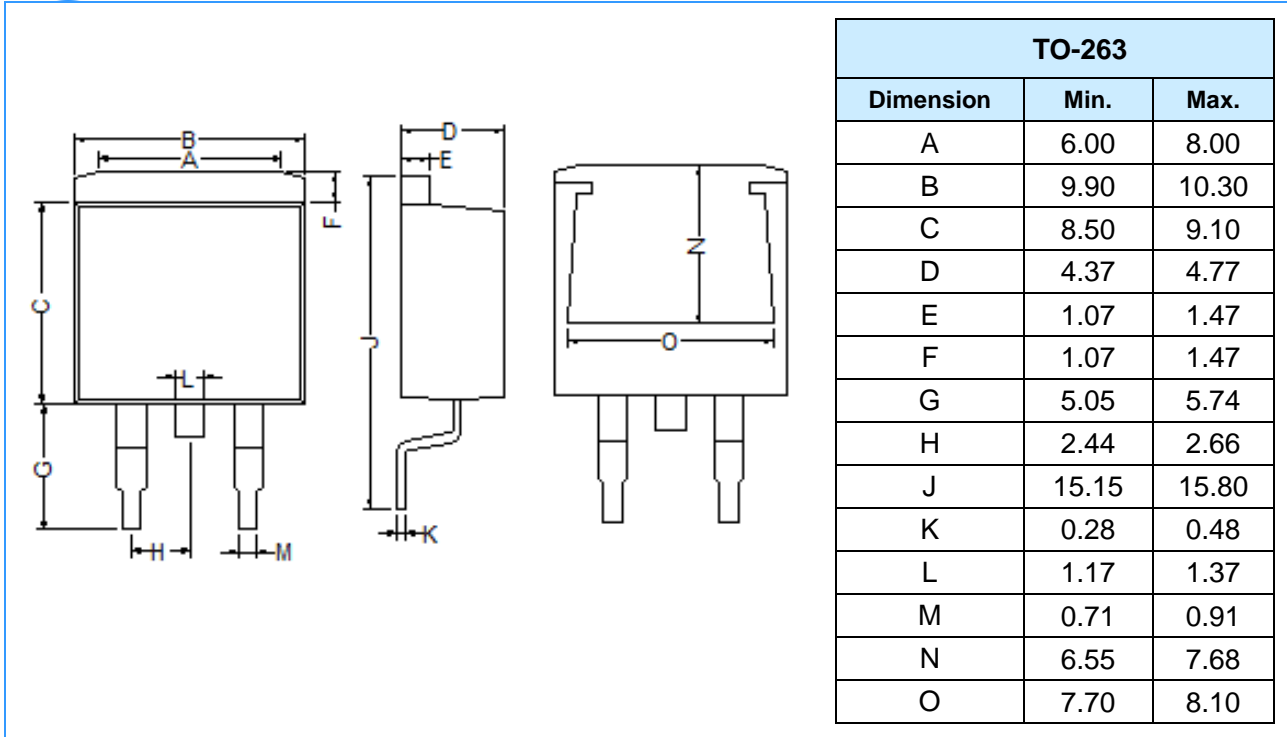 B
A
F
C
L
G
H
M
D
E
J
K
N
O
TO-263
Dimension Min. Max.
A 6.00 8.00
B 9.90 10.30
C 8.50 9.10
D 4.37 4.77
E 1.07 1.47
F 1.07 1.47
G 5.05 5.74
H 2.44 2.66
J 15.15 15.80
K 0.28 0.48
L 1.17 1.37
M 0.71 0.91
N 6.55 7.68
O 7.70 8.10